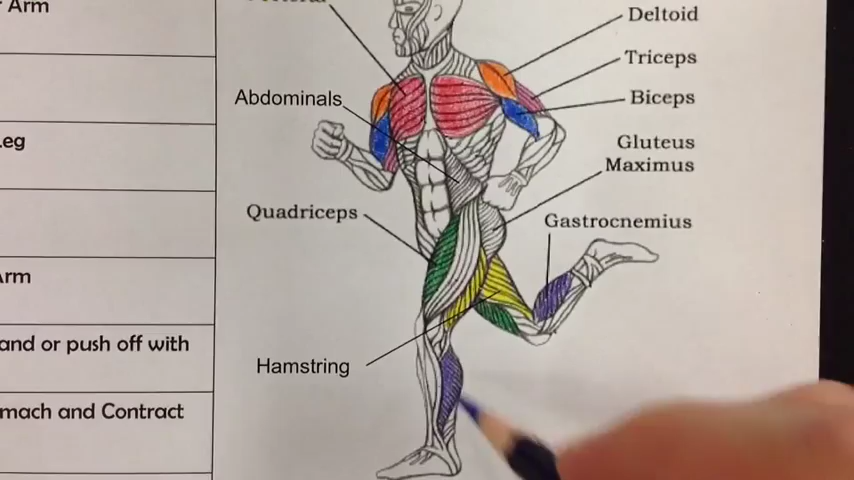 Arm
Leg
Arm
and or push off with
mach and Contract
Deltoid
Triceps
Abdominals
Biceps
Gluteus
Maximus
Quadriceps
Gastrocnemius
Hamstring